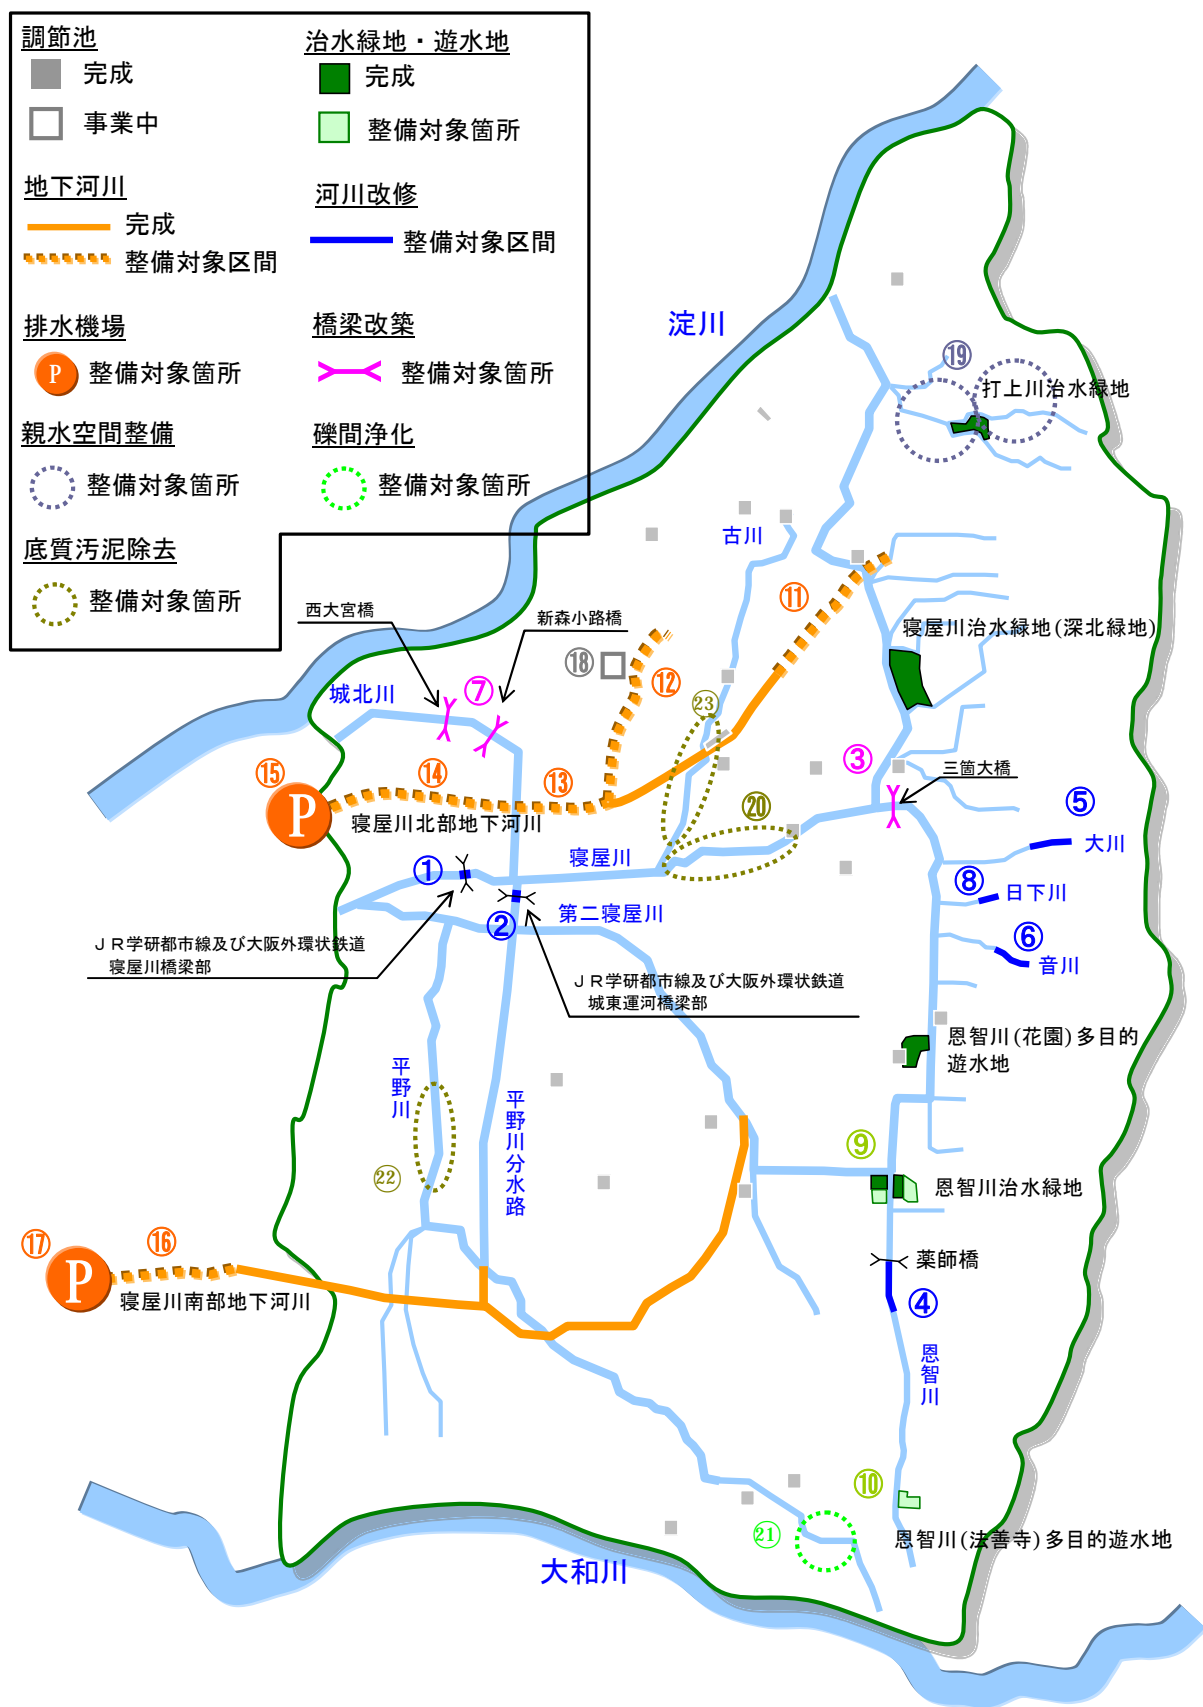 調節池
完成
事業中
治水緑地・遊水地
完成
整備対象箇所
地下河川
完成
整備対象区間
河川改修
整備対象区間
排水機場
P
整備対象箇所
橋梁改築
整備対象箇所
親水空間整備
整備対象箇所
礫間浄化
整備対象箇所
底質汚泥除去
整備対象箇所
淀川
⑲
打上川治水緑地
古川
⑪
西大宮橋
新森小路橋
⑱
⑫
寝屋川治水緑地(深北緑地)
城北川
⑦
㉓
③
三箇大橋
⑮
P
⑭
⑬
寝屋川北部地下河川
⑳
⑤
大川
①
寝屋川
⑧
日下川
②
第二寝屋川
⑥
音川
ＪＲ学研都市線及び大阪外環状鉄道
寝屋川橋梁部
ＪＲ学研都市線及び大阪外環状鉄道
城東運河橋梁部
恩智川(花園)多目的
遊水地
平野川
平野川分水路
⑨
㉒
恩智川治水緑地
⑰
P
⑯
寝屋川南部地下河川
薬師橋
④
恩智川
⑩
㉑
恩智川(法善寺)多目的遊水地
大和川